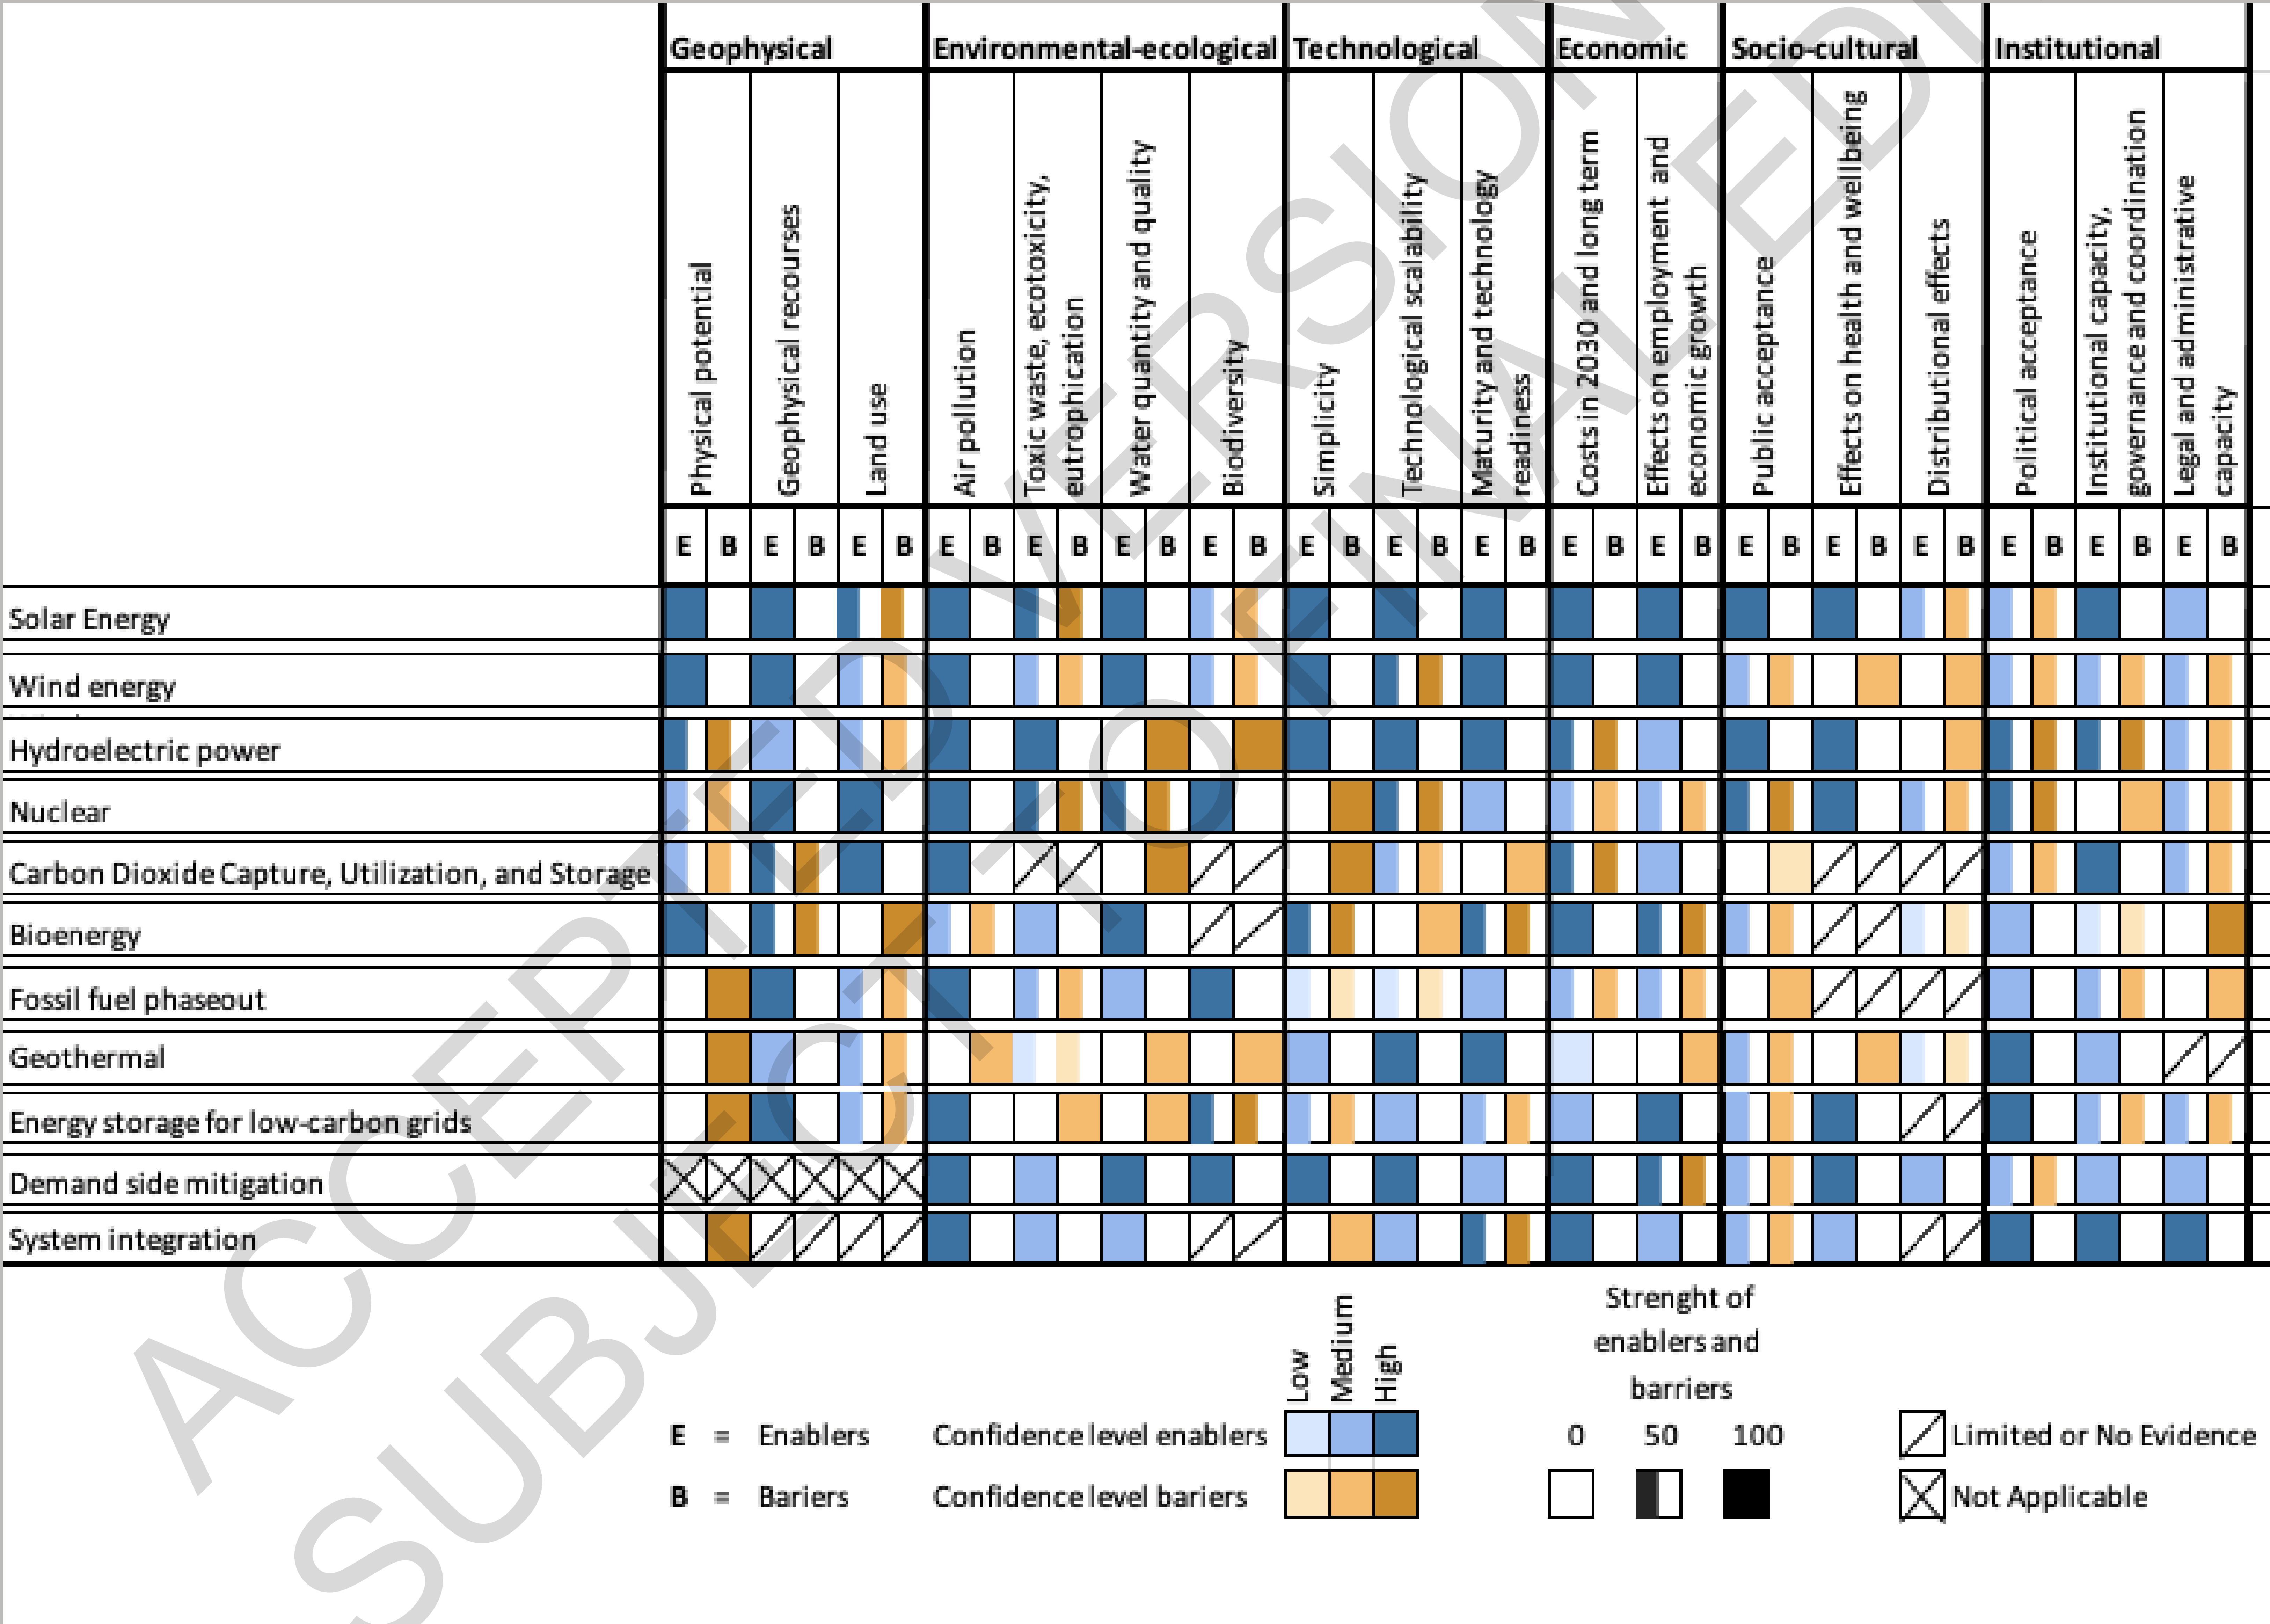 Geophysical Environmental-ecological Technological Economic Socio-cultural Institutional
Physical potential
Geophysical recourses
Land use
Air pollution
Toxic waste, ecotoxicity,
eutrophication
Water quantity and quality
Biodiversity
Simplicity
Technological scalability
Maturity and technology
readiness
Costs in 2030 and long term
Effects on employment and
economic growth
Public acceptance
Effects on health and wellbeing
Distributional effects
Political acceptance
Institutional capacity,
governance and coordination
Legal and administrative
capacity
E B E B E B E B E B E B E B E B E B E B E B E B E B E B E B E B E B E B
Solar Energy
Wind energy
Hydroelectric power
Nuclear
Carbon Dioxide Capture, Utilization, and Storage
Bioenergy
Fossil fuel phaseout
Geothermal
Energy storage for low-carbon grids
Demand side mitigation
System integration
Low
Medium
High
Strenght of
enablers and
barriers
E = Enablers Confidence level enablers 0 50 100 Limited or No Evidence
B = Bariers Confidence level bariers Not Applicable
ACCEPTED VERSION
SUBJECT TO FINAL